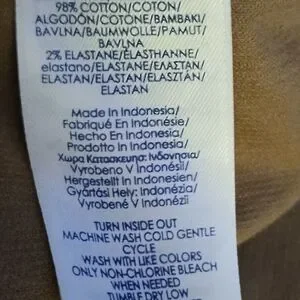 98% COTTON/COTON/
ALGODÓN/COTONE/BAMBAKI/
BAVLNA/BAUMWOLLE/PAMUT/
BAVLNA
2% ELASTANE/ELASTHANNE/
elastano/ELASTANE/ΕΛΑΣΤΑΝ/
ELASTAN/ELASTAN/ELASZTÁN/
ELASTAN
Made In Indonesia/
Fabriqué En Indonésie/
Hecho En Indonesia/
Prodotto In Indonesia/
Χωρα Κατασκευησ: Ινδονησια/
Vyrobeno V Indonésii/
Hergestellt In Indonesien/
Gyártási Hely: Indonézia/
Vyrobené V Indonézii
TURN INSIDE OUT
MACHINE WASH COLD GENTLE
CYCLE
WASH WITH LIKE COLORS
ONLY NON-CHLORINE BLEACH
WHEN NEEDED
TUMBLE DRY LOW